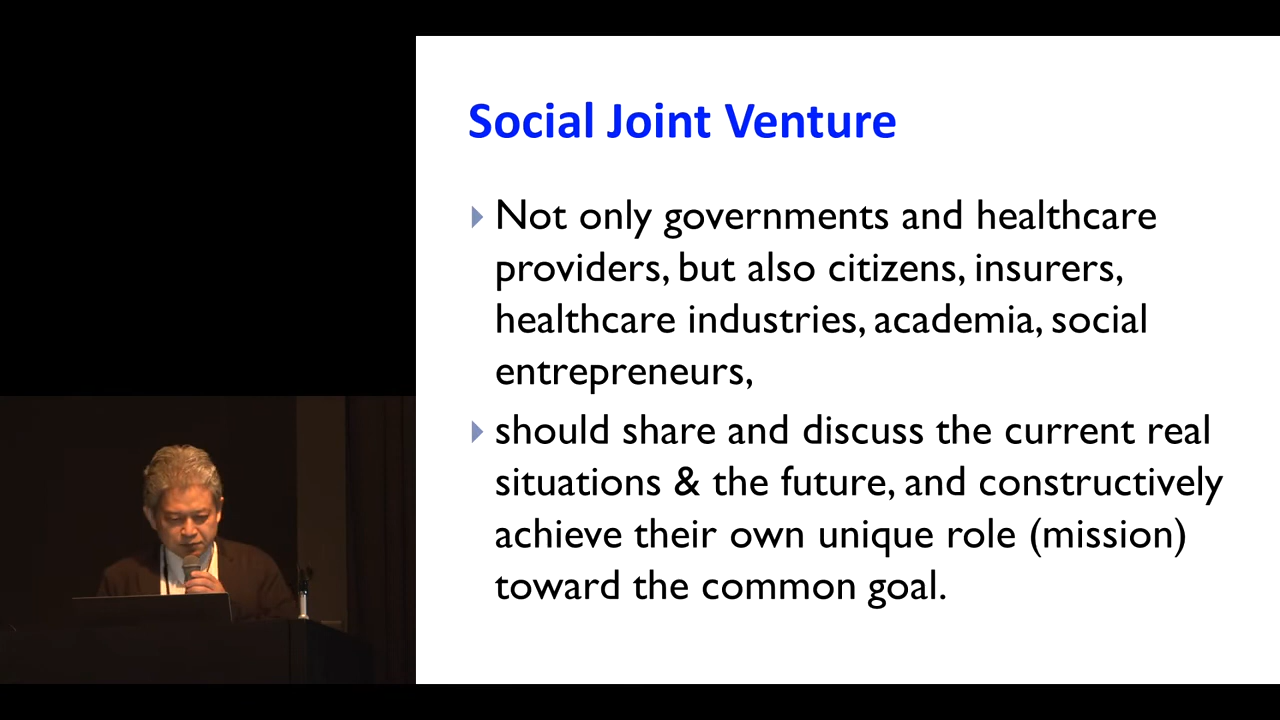 Social Joint Venture
Not only governments and healthcare
providers, but also citizens, insurers,
healthcare industries, academia, social
entrepreneurs,
should share and discuss the current real
situations & the future, and constructively
achieve their own unique role (mission)
toward the common goal.